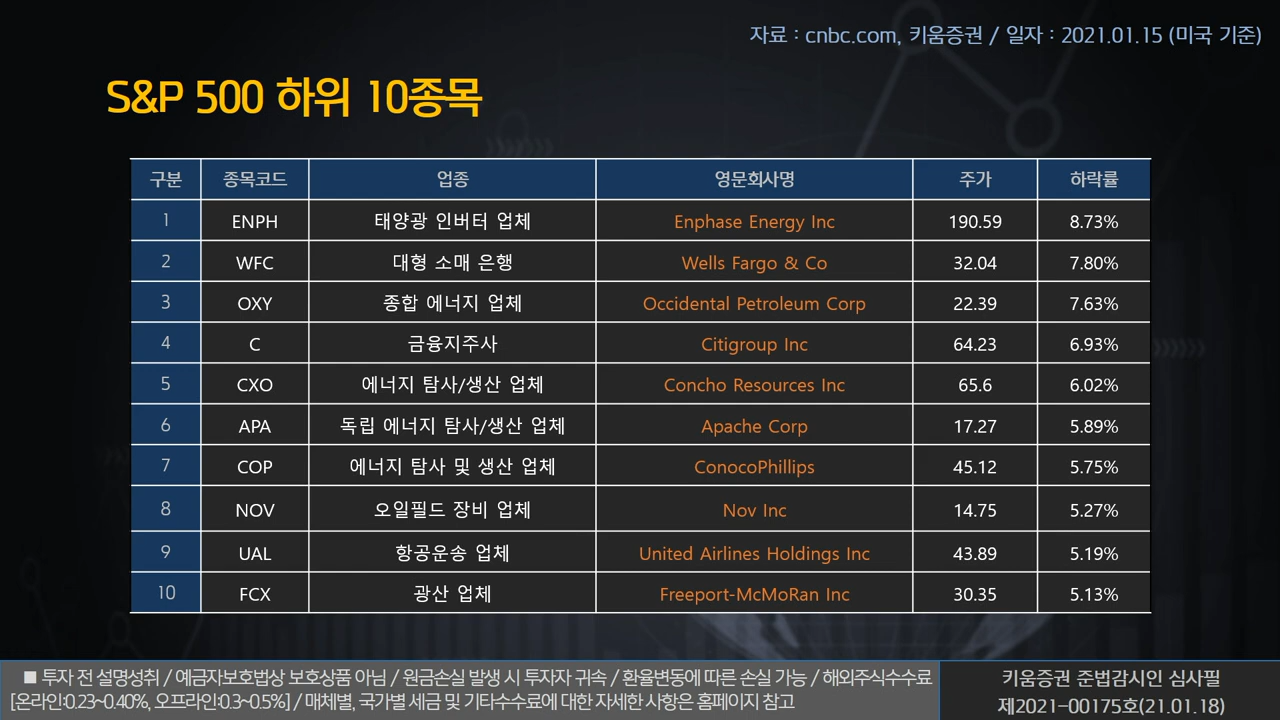 자료 : cnbc.com, 키움증권 / 일자 : 2021.01.15 (미국 기준)
S&P 500 하위 10종목
구분 종목코드 업종 영문회사명 주가 하락률
1 ENPH 태양광 인버터 업체 Enphase Energy Inc 190.59 8.73%
2 WFC 대형 소매 은행 Wells Fargo & Co 32.04 7.80%
3 OXY 종합 에너지 업체 Occidental Petroleum Corp 22.39 7.63%
4 C 금융지주사 Citigroup Inc 64.23 6.93%
5 CXO 에너지 탐사/생산 업체 Concho Resources Inc 65.6 6.02%
6 APA 독립 에너지 탐사/생산 업체 Apache Corp 17.27 5.89%
7 COP 에너지 탐사 및 생산 업체 ConocoPhillips 45.12 5.75%
8 NOV 오일필드 장비 업체 Nov Inc 14.75 5.27%
9 UAL 항공운송 업체 United Airlines Holdings Inc 43.89 5.19%
10 FCX 광산 업체 Freeport-McMoRan Inc 30.35 5.13%
■ 투자 전 설명성취 / 예금자보호법상 보호상품 아님 / 원금손실 발생 시 투자자 귀속 / 환율변동에 따른 손실 가능 / 해외주식수수료
[온라인:0.23~0.40%, 오프라인:0.3~0.5%] / 매체별, 국가별 세금 및 기타수수료에 대한 자세한 사항은 홈페이지 참고
키움증권 준법감시인 심사필
제2021-00175호(21.01.18)